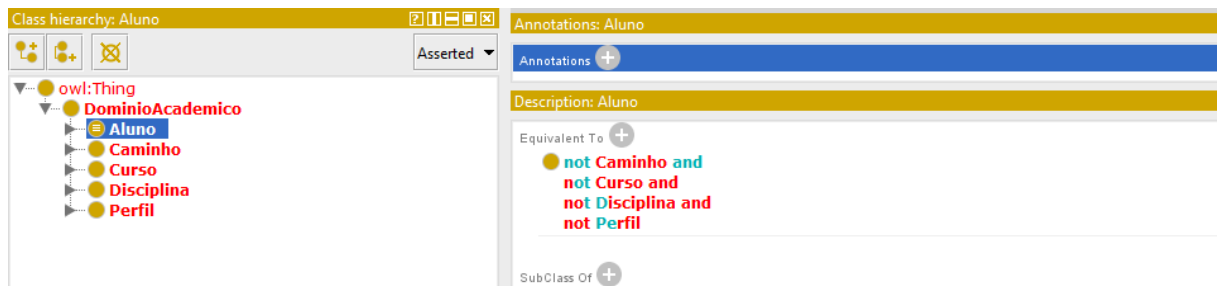 Class hierarchy: Aluno
Asserted
owl:Thing
DominioAcademico
Aluno
Caminho
Curso
Disciplina
Perfil
Annotations: Aluno
Annotations
Description: Aluno
Equivalent To
not Caminho and
not Curso and
not Disciplina and
not Perfil
SubClass Of